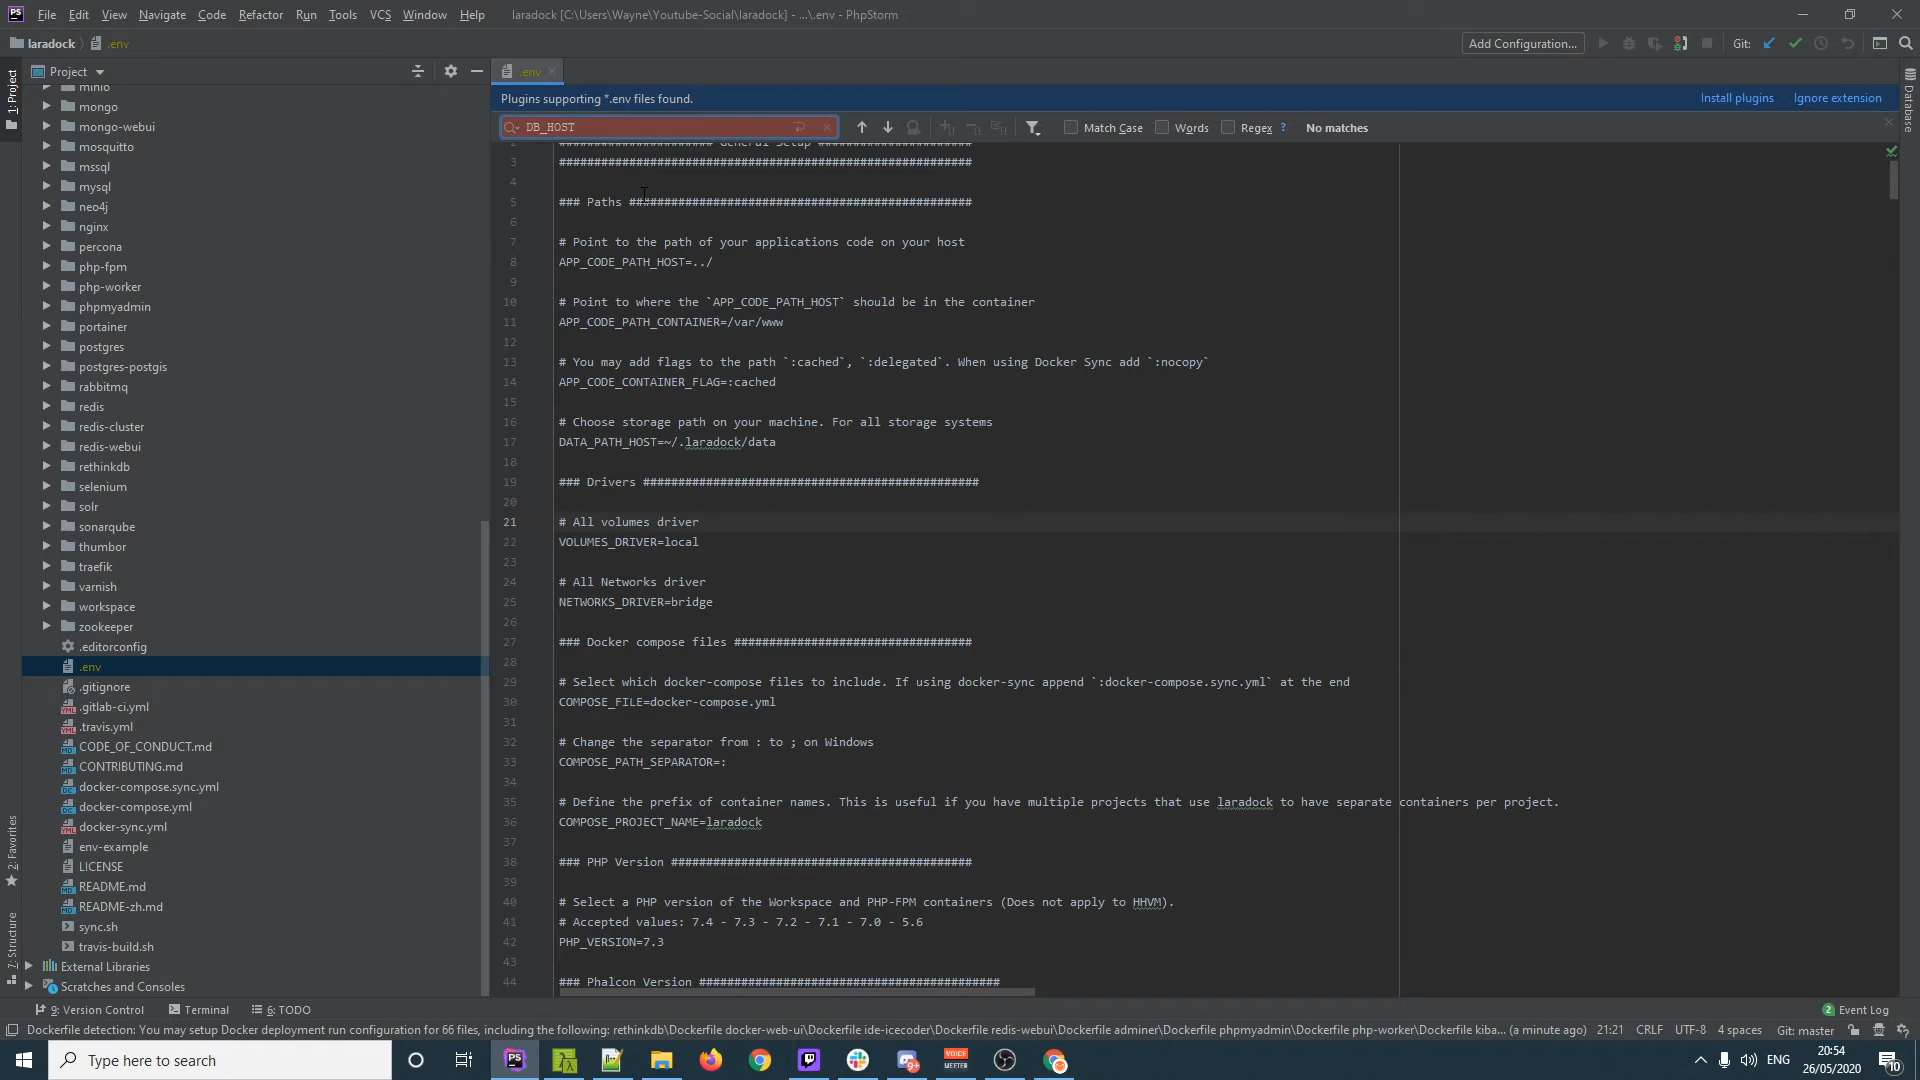 File Edit View Navigate Code Refactor Run Tools VCS Window Help laradock [C:\Users\Wayne\Youtube-Social\laradock] - ...\.env - PhpStorm
laradock .env Add Configuration... Git:
Project .env
Plugins supporting *.env files found. Install plugins Ignore extension
DB_HOST Match Case Words Regex ? No matches
1: Project
2: Favorites
7: Structure
Database
minio
mongo
mongo-webui
mosquitto
mssql
mysql
neo4j
nginx
percona
php-fpm
php-worker
phpmyadmin
portainer
postgres
postgres-postgis
rabbitmq
redis
redis-cluster
redis-webui
rethinkdb
selenium
solr
sonarqube
thumbor
traefik
varnish
workspace
zookeeper
.editorconfig
.env
.gitignore
.gitlab-ci.yml
.travis.yml
CODE_OF_CONDUCT.md
CONTRIBUTING.md
docker-compose.sync.yml
docker-compose.yml
docker-sync.yml
env-example
LICENSE
README.md
README-zh.md
sync.sh
travis-build.sh
External Libraries
Scratches and Consoles
2 ###################### General Setup ######################
3 ###########################################################
4
5 ### Paths #################################################
6
7 # Point to the path of your applications code on your host
8 APP_CODE_PATH_HOST=../
9
10 # Point to where the `APP_CODE_PATH_HOST` should be in the container
11 APP_CODE_PATH_CONTAINER=/var/www
12
13 # You may add flags to the path `:cached`, `:delegated`. When using Docker Sync add `:nocopy`
14 APP_CODE_CONTAINER_FLAG=:cached
15
16 # Choose storage path on your machine. For all storage systems
17 DATA_PATH_HOST=~/.laradock/data
18
19 ### Drivers ################################################
20
21 # All volumes driver
22 VOLUMES_DRIVER=local
23
24 # All Networks driver
25 NETWORKS_DRIVER=bridge
26
27 ### Docker compose files ##################################
28
29 # Select which docker-compose files to include. If using docker-sync append `:docker-compose.sync.yml` at the end
30 COMPOSE_FILE=docker-compose.yml
31
32 # Change the separator from : to ; on Windows
33 COMPOSE_PATH_SEPARATOR=:
34
35 # Define the prefix of container names. This is useful if you have multiple projects that use laradock to have separate containers per project.
36 COMPOSE_PROJECT_NAME=laradock
37
38 ### PHP Version ###########################################
39
40 # Select a PHP version of the Workspace and PHP-FPM containers (Does not apply to HHVM).
41 # Accepted values: 7.4 - 7.3 - 7.2 - 7.1 - 7.0 - 5.6
42 PHP_VERSION=7.3
43
44 ### Phalcon Version ###########################################
9: Version Control Terminal 6: TODO 2 Event Log
Dockerfile detection: You may setup Docker deployment run configuration for 66 files, including the following: rethinkdb\Dockerfile docker-web-ui\Dockerfile ide-icecoder\Dockerfile redis-webui\Dockerfile adminer\Dockerfile phpmyadmin\Dockerfile php-worker\Dockerfile kiba... (a minute ago) 21:21 CRLF UTF-8 4 spaces Git: master
Type here to search PS 9+ VOICE MEETER ENG 20:54 26/05/2020 10